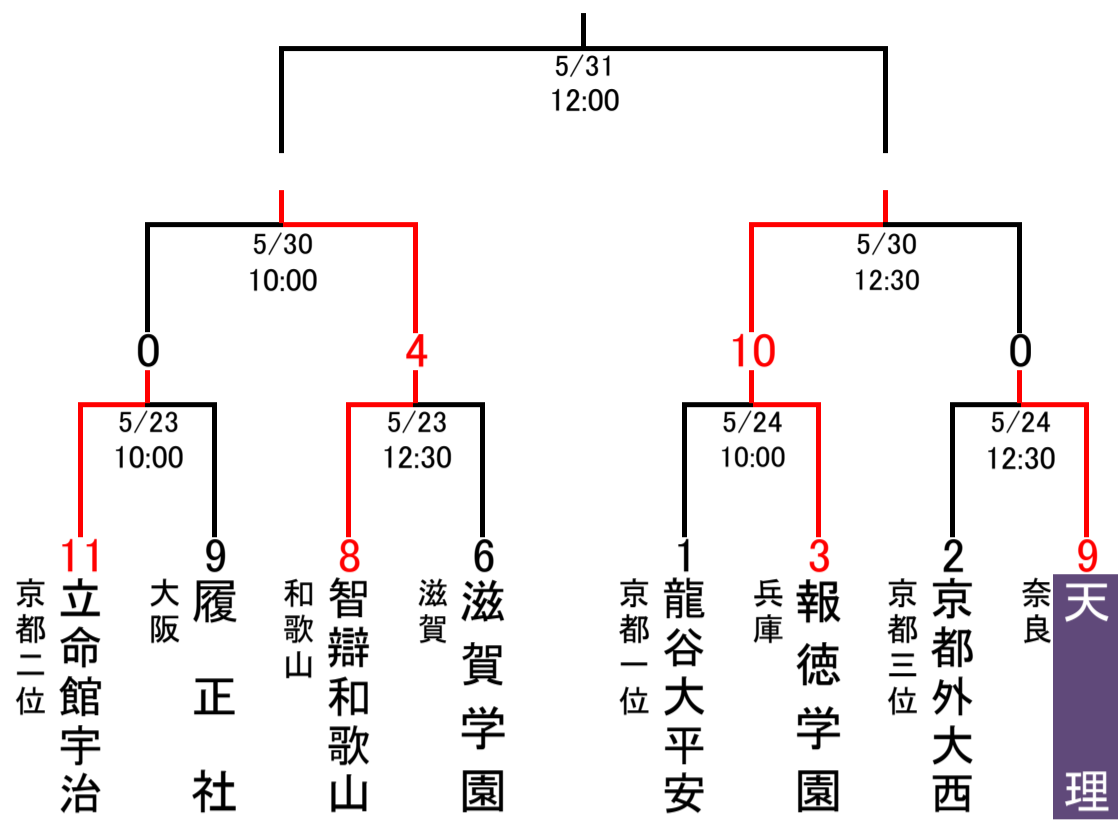 5/31
12:00
5/30
10:00
5/30
12:30
0
4
10
0
5/23
10:00
5/23
12:30
5/24
10:00
5/24
12:30
11
9
8
6
1
3
2
9
京都二位
立命館宇治
大阪
履正社
和歌山
智辯和歌山
滋賀
滋賀学園
京都一位
龍谷大平安
兵庫
報徳学園
京都三位
京都外大西
奈良
天理